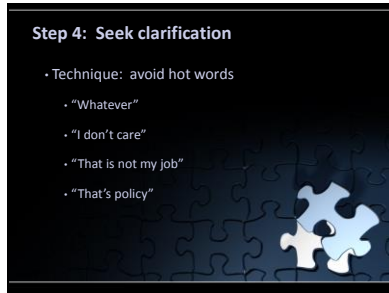 Step 4: Seek clarification
• Technique: avoid hot words
• “Whatever”
• “I don’t care”
• “That is not my job”
• “That’s policy”